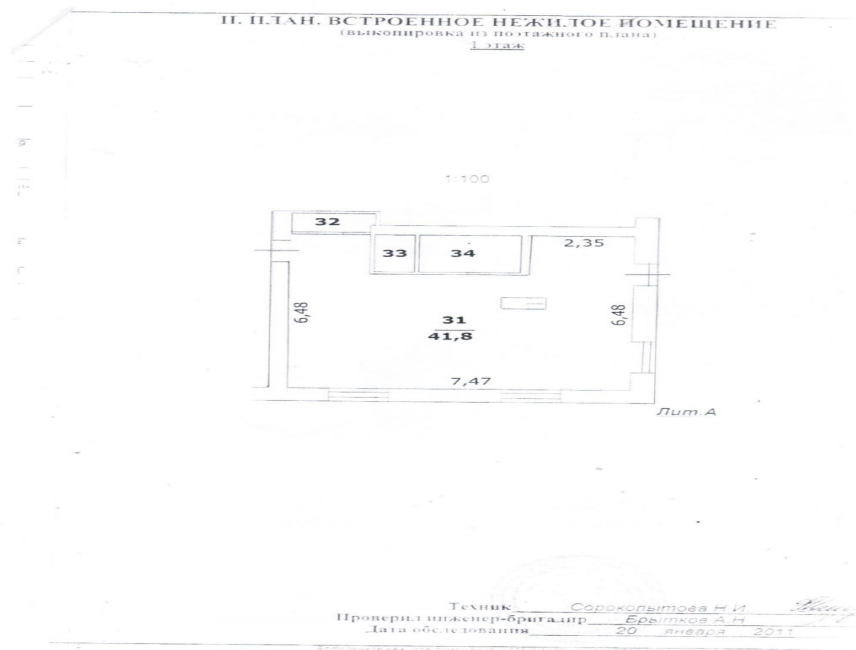 II. ПЛАН. ВСТРОЕННОЕ НЕЖИЛОЕ ПОМЕЩЕНИЕ
(выкопировка из поэтажного плана)
1 этаж
1:100
32
33 34 2,35
6,48 6,48
31
41,8
7,47
Лит.А
Техник Сорокопытова Н.И.
Проверил инженер-бригадир Брытков А.Н
Дата обследования 20 января 2011